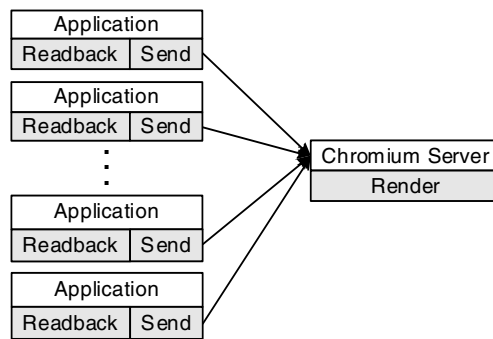 Application
Readback Send
Application
Readback Send
Chromium Server
Render
Application
Readback Send
Application
Readback Send